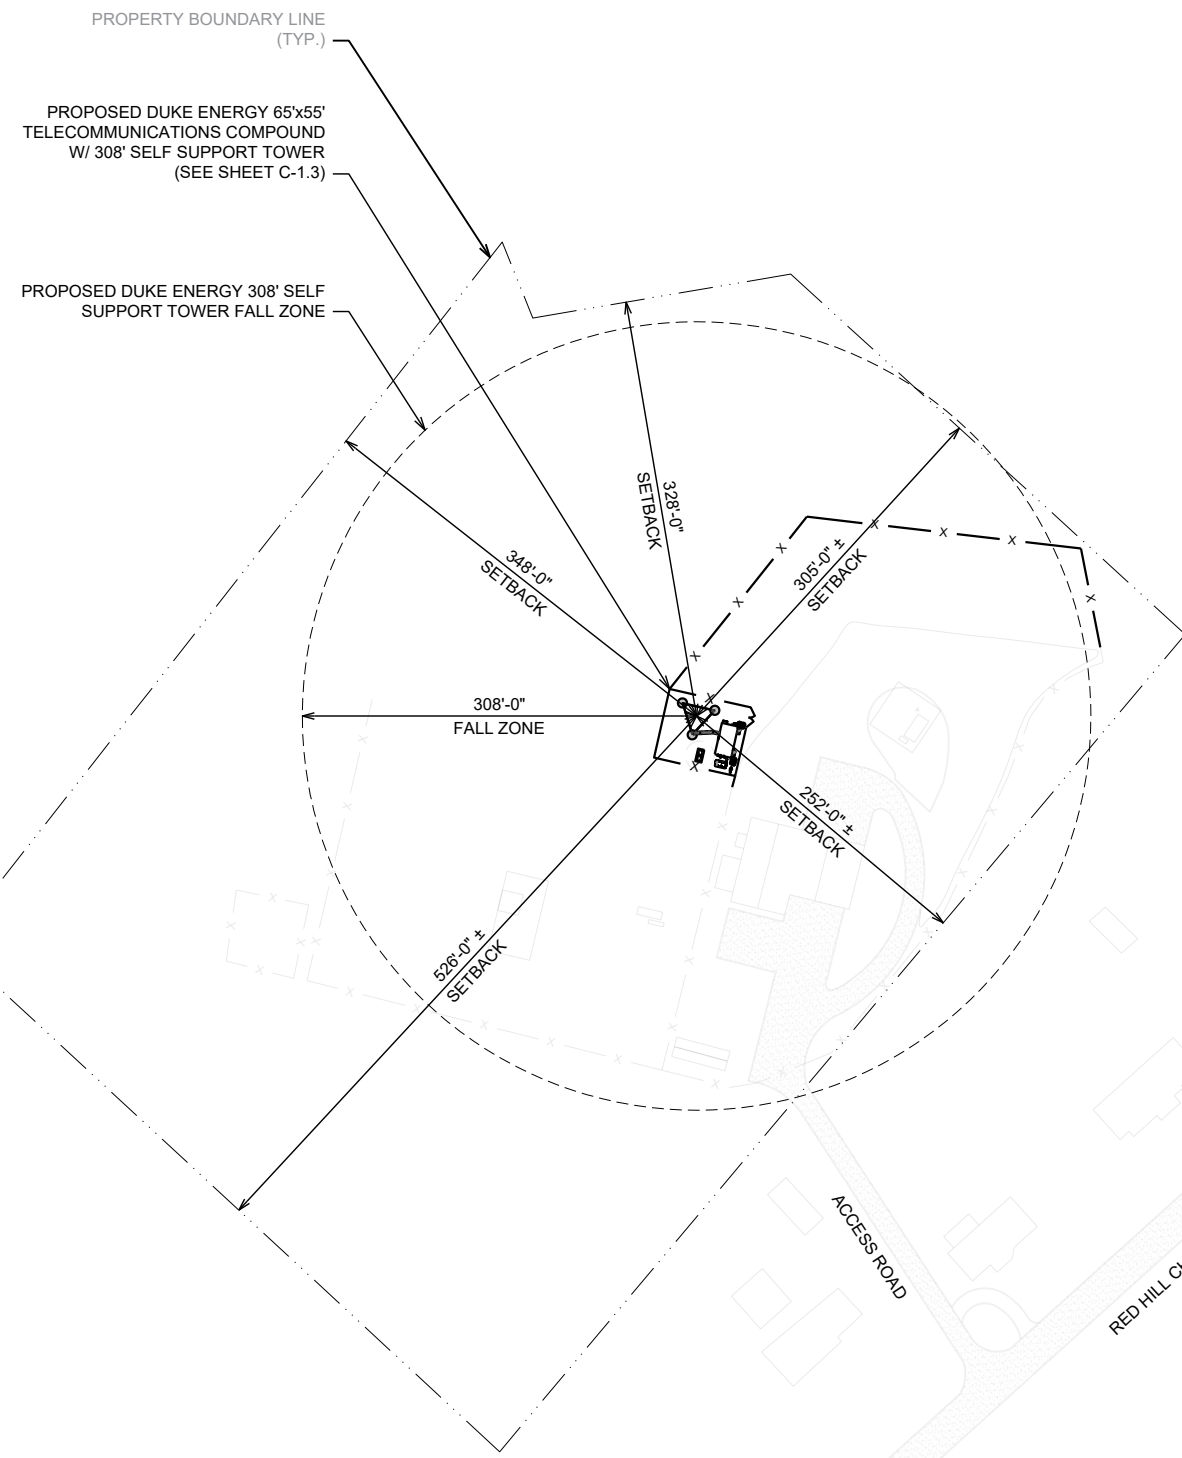 PROPERTY BOUNDARY LINE
(TYP.)
PROPOSED DUKE ENERGY 65'x55'
TELECOMMUNICATIONS COMPOUND
W/ 308' SELF SUPPORT TOWER
(SEE SHEET C-1.3)
PROPOSED DUKE ENERGY 308' SELF
SUPPORT TOWER FALL ZONE
328'-0"
SETBACK
305'-0" ±
SETBACK
348'-0"
SETBACK
308'-0"
FALL ZONE
252'-0" ±
SETBACK
526'-0" ±
SETBACK
ACCESS ROAD
RED HILL